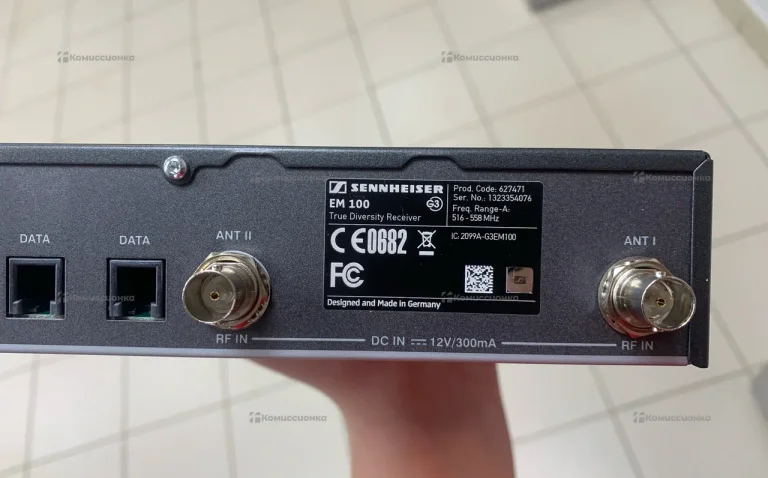 Комиссионка
Комиссионка
SENNHEISER
EM 100 G3
True Diversity Receiver
Prod. Code: 627471
Ser. No.: 1323354076
Freq. Range-A:
516 - 558 MHz
CE0682
IC: 2099A-G3EM100
FC
Designed and Made in Germany
DATA
DATA
ANT II
ANT I
RF IN
DC IN 12V/300mA
RF IN
Комиссионка
Комиссионка
Комиссионка
Комиссионка
Комиссионка
Комиссионка